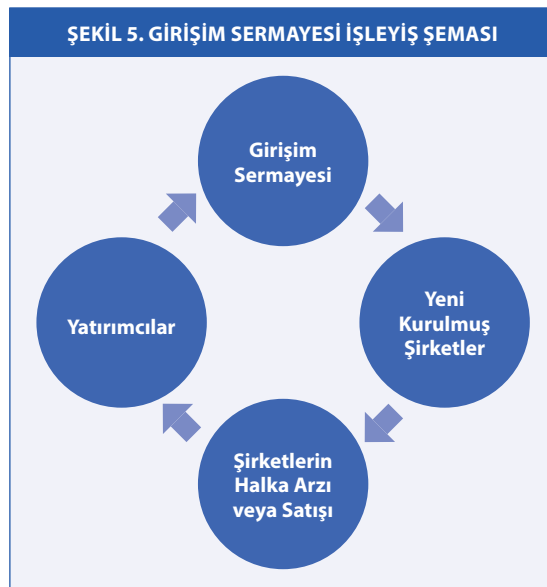 ŞEKİL 5. GİRİŞİM SERMAYESİ İŞLEYİŞ ŞEMASI
Girişim
Sermayesi
Yatırımcılar
Yeni
Kurulmuş
Şirketler
Şirketlerin
Halka Arzı
veya Satışı